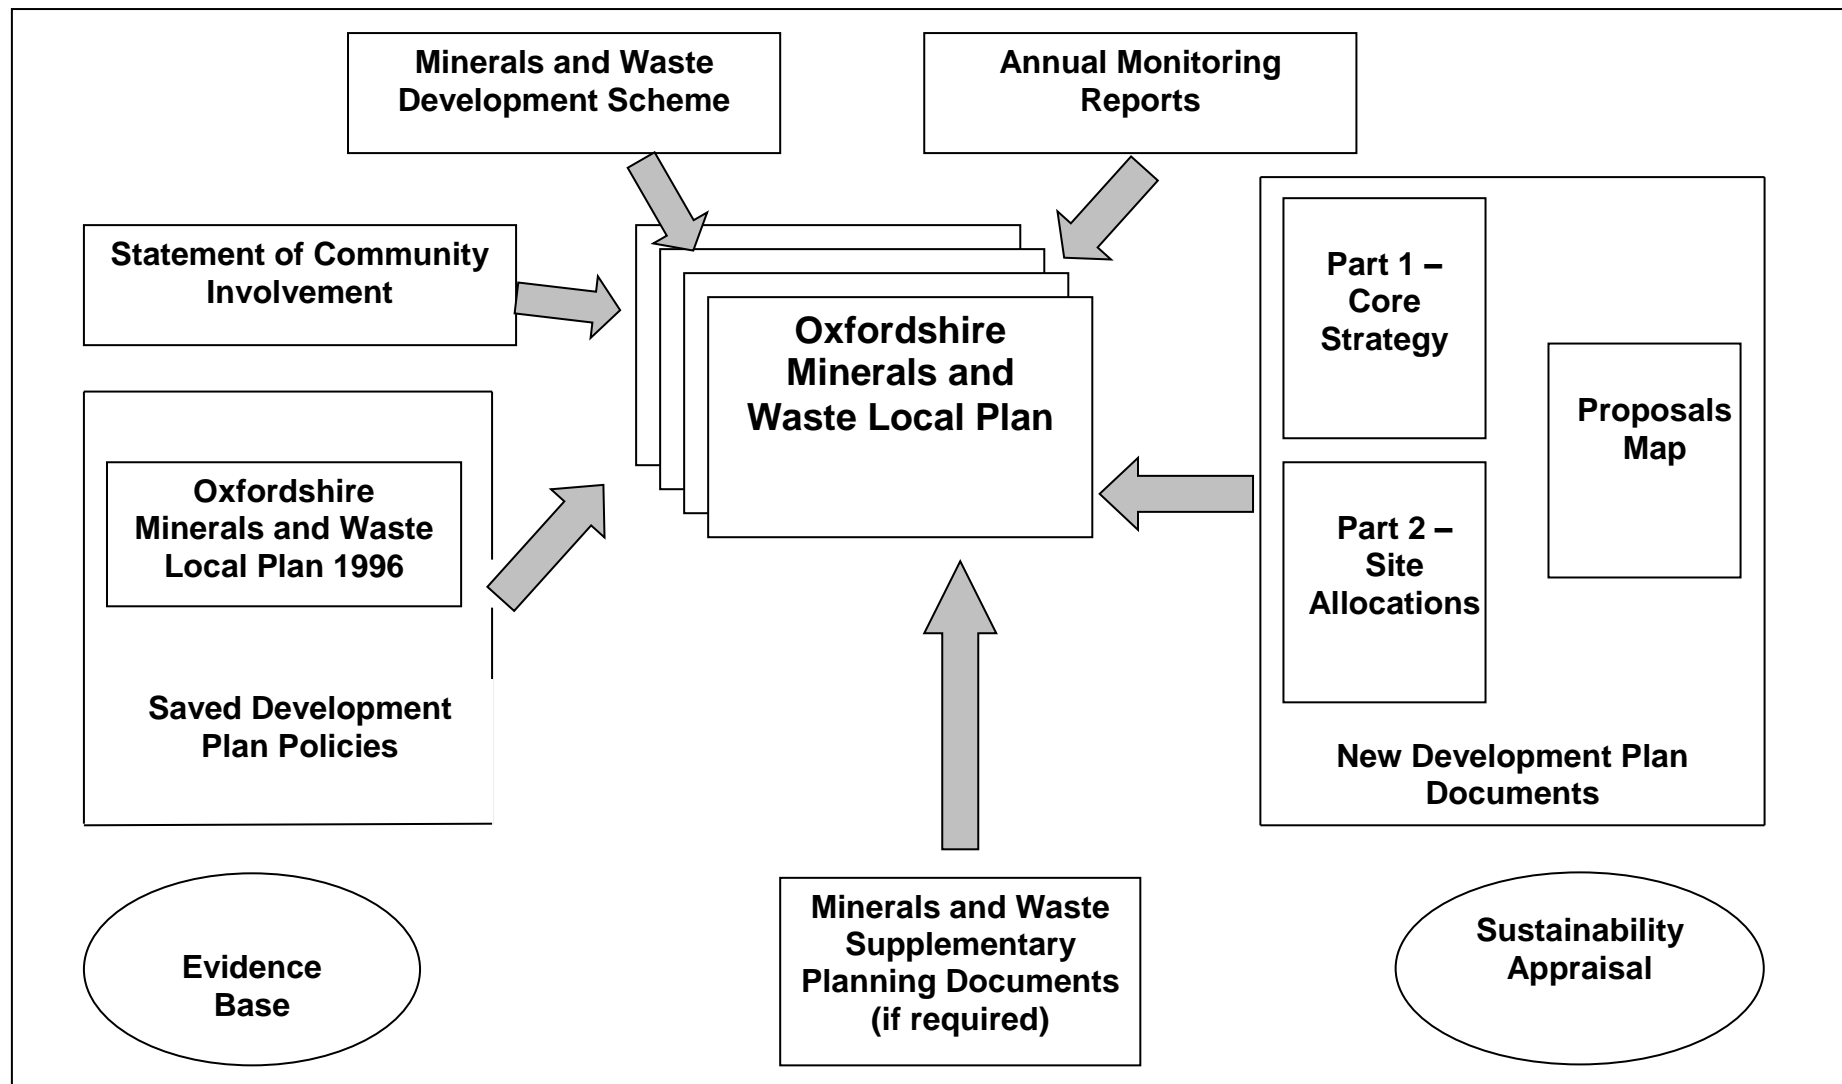 Minerals and Waste
Development Scheme
Annual Monitoring
Reports
Statement of Community
Involvement
Oxfordshire
Minerals and
Waste Local Plan
Part 1 –
Core
Strategy
Proposals
Map
Oxfordshire
Minerals and Waste
Local Plan 1996
Part 2 –
Site
Allocations
Saved Development
Plan Policies
New Development Plan
Documents
Evidence
Base
Minerals and Waste
Supplementary
Planning Documents
(if required)
Sustainability
Appraisal